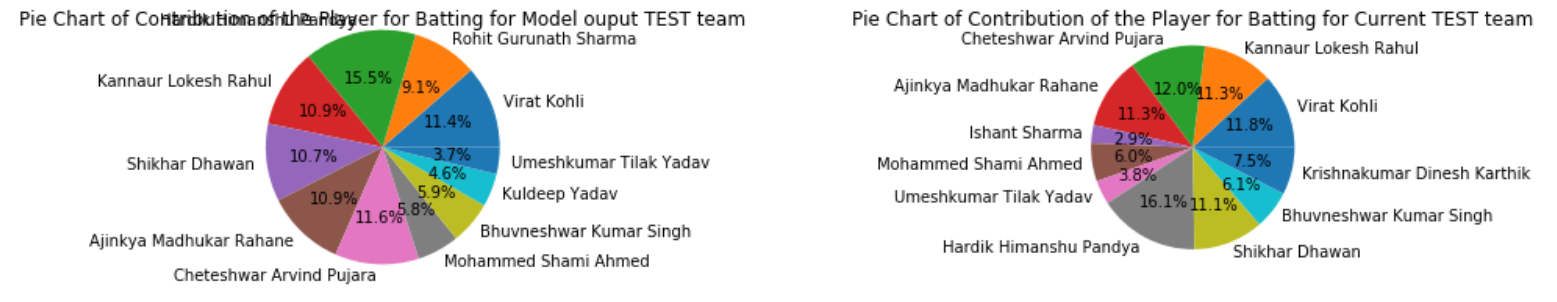 Pie Chart of Contribution of the Player for Batting for Model ouput TEST team
Hardik Himanshu Pandya
Rohit Gurunath Sharma
15.5%
9.1%
Kannaur Lokesh Rahul
Virat Kohli
10.9%
11.4%
Shikhar Dhawan
10.7%
3.7%
Umeshkumar Tilak Yadav
4.6%
Kuldeep Yadav
10.9%
5.9%
11.6%
5.8%
Bhuvneshwar Kumar Singh
Ajinkya Madhukar Rahane
Mohammed Shami Ahmed
Cheteshwar Arvind Pujara
Pie Chart of Contribution of the Player for Batting for Current TEST team
Cheteshwar Arvind Pujara
Kannaur Lokesh Rahul
Ajinkya Madhukar Rahane
12.0%
11.3%
Virat Kohli
11.3%
11.8%
Ishant Sharma
2.9%
Mohammed Shami Ahmed
6.0%
7.5%
Krishnakumar Dinesh Karthik
3.8%
6.1%
Umeshkumar Tilak Yadav
16.1%
11.1%
Bhuvneshwar Kumar Singh
Hardik Himanshu Pandya
Shikhar Dhawan